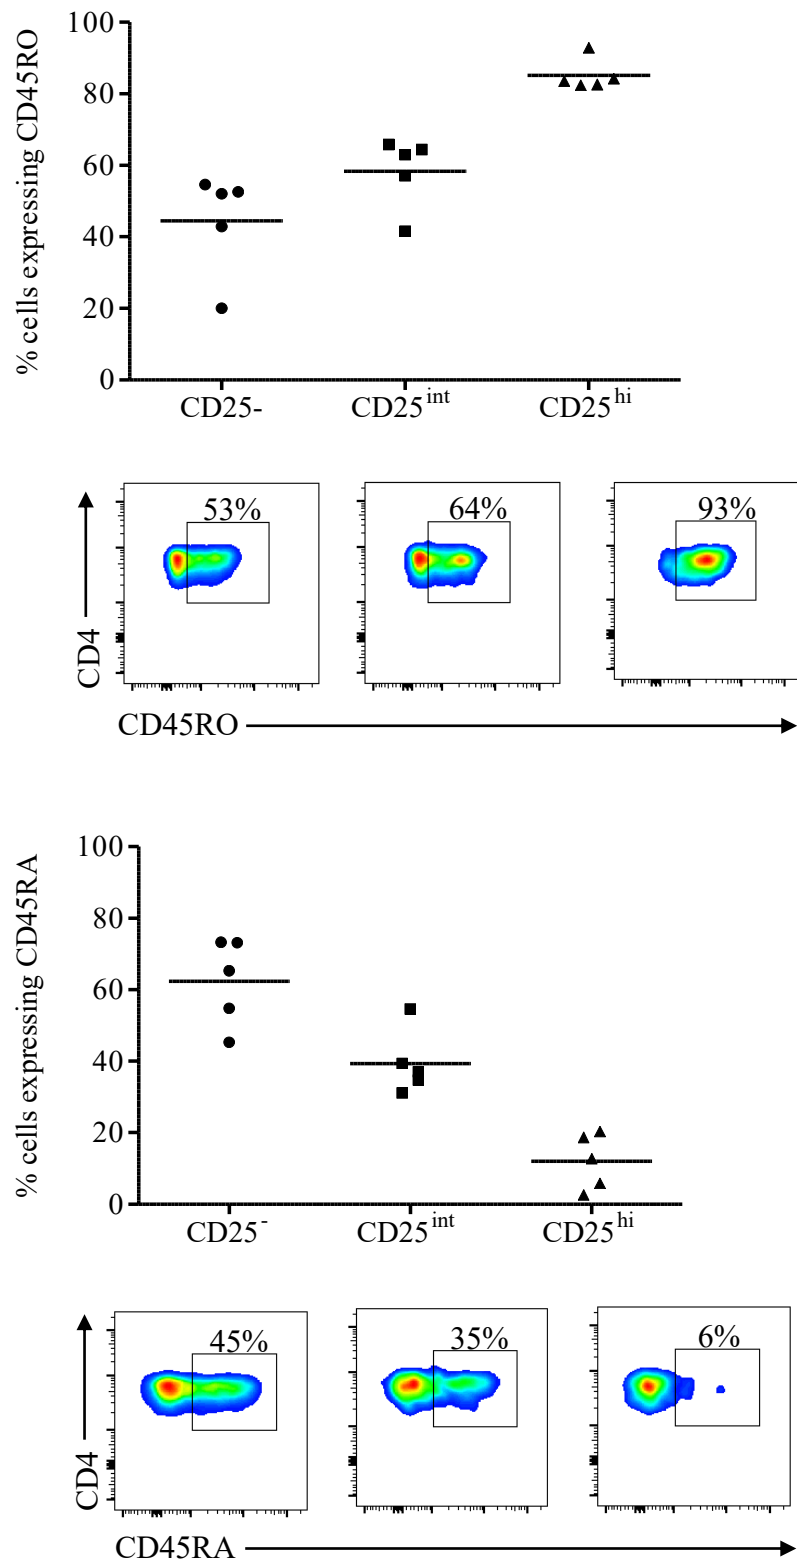 % cells expressing CD45RO
100
80
60
40
20
0
CD25- CD25int CD25hi
53% 64% 93%
CD4
CD45RO
% cells expressing CD45RA
100
80
60
40
20
0
CD25- CD25int CD25hi
45% 35% 6%
CD4
CD45RA